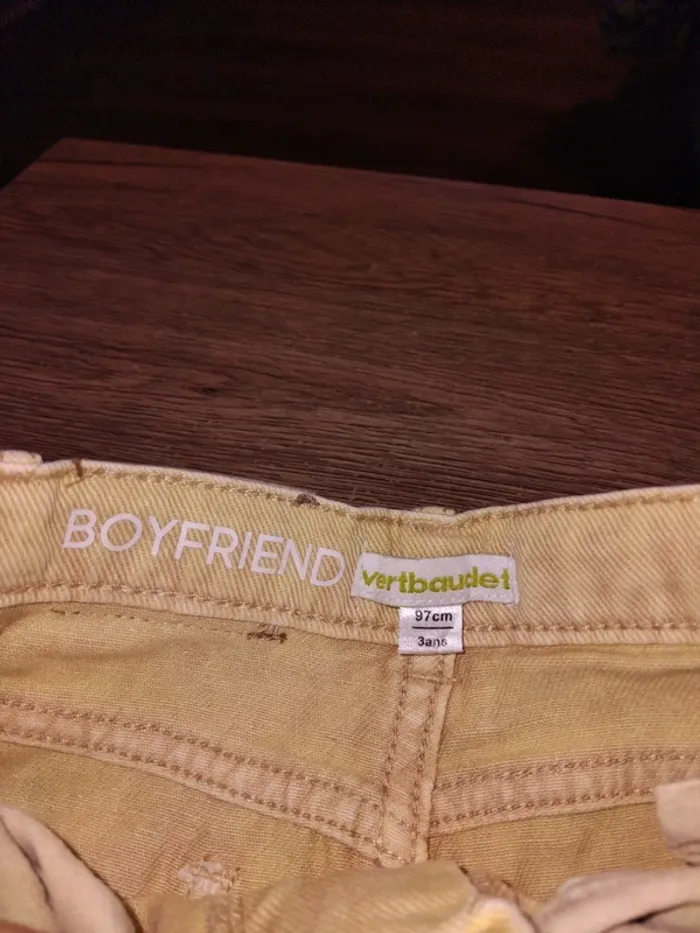 BOYFRIEND
vertbaudet
97cm
3ans